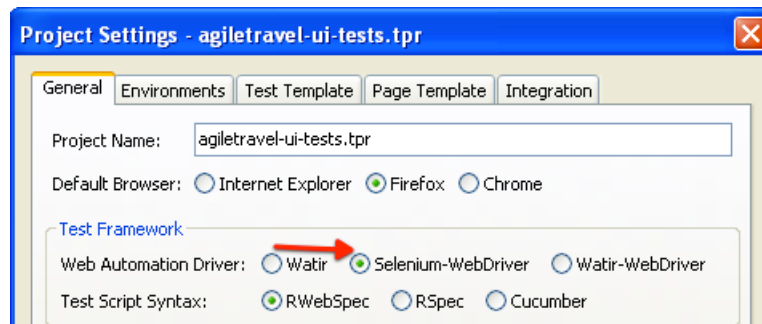 Project Settings - agiletravel-ui-tests.tpr
General Environments Test Template Page Template Integration
Project Name: agiletravel-ui-tests.tpr
Default Browser: Internet Explorer Firefox Chrome
Test Framework
Web Automation Driver: Watir Selenium-WebDriver Watir-WebDriver
Test Script Syntax: RWebSpec RSpec Cucumber